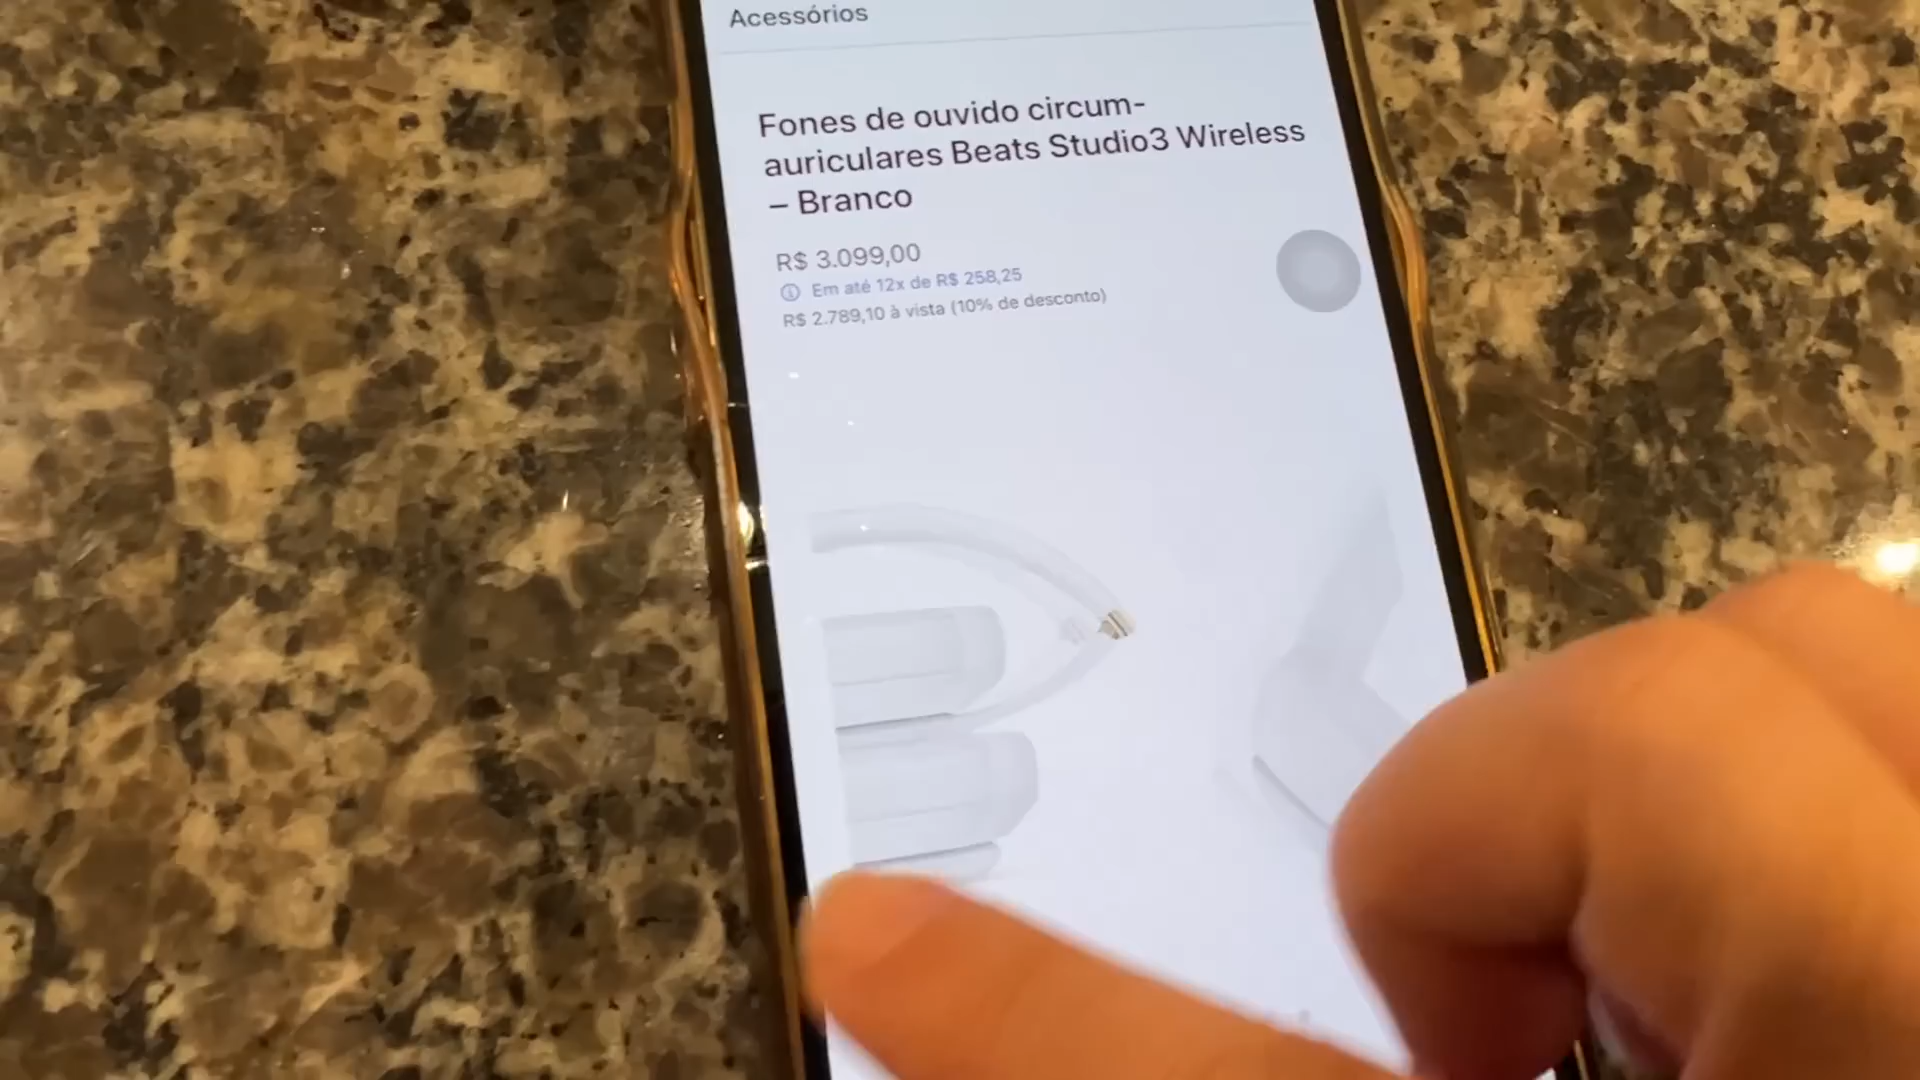 Acessórios
Fones de ouvido circum-
auriculares Beats Studio3 Wireless
– Branco
R$ 3.099,00
Em até 12x de R$ 258,25
R$ 2.789,10 à vista (10% de desconto)